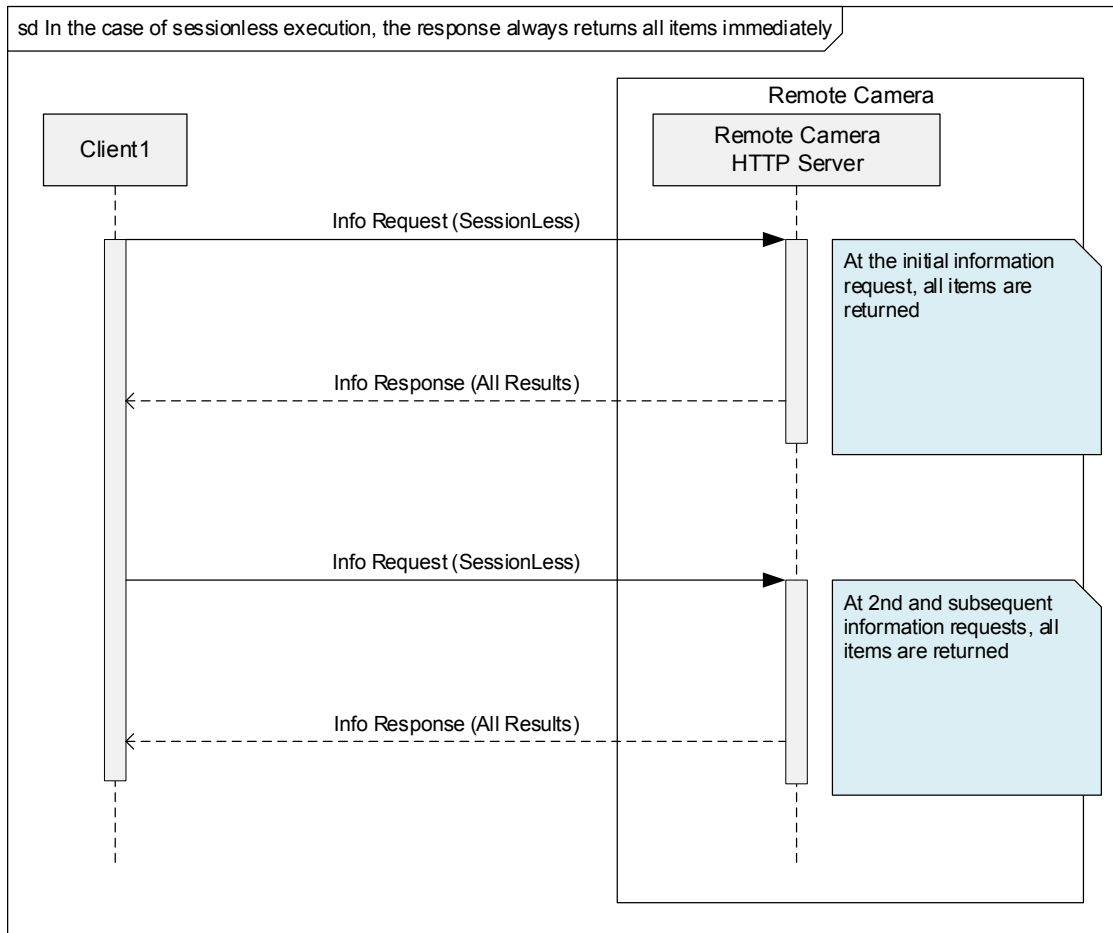 sd In the case of sessionless execution, the response always returns all items immediately
Remote Camera
Client1
Remote Camera
HTTP Server
Info Request (SessionLess)
At the initial information
request, all items are
returned
Info Response (All Results)
Info Request (SessionLess)
At 2nd and subsequent
information requests, all
items are returned
Info Response (All Results)